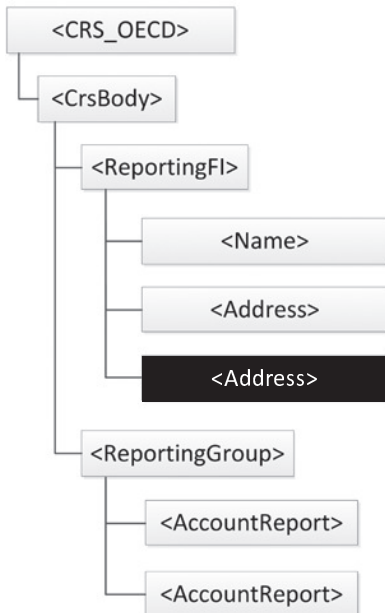 <CRS_OECD>
<CrsBody>
<ReportingFI>
<Name>
<Address>
<Address>
<ReportingGroup>
<AccountReport>
<AccountReport>